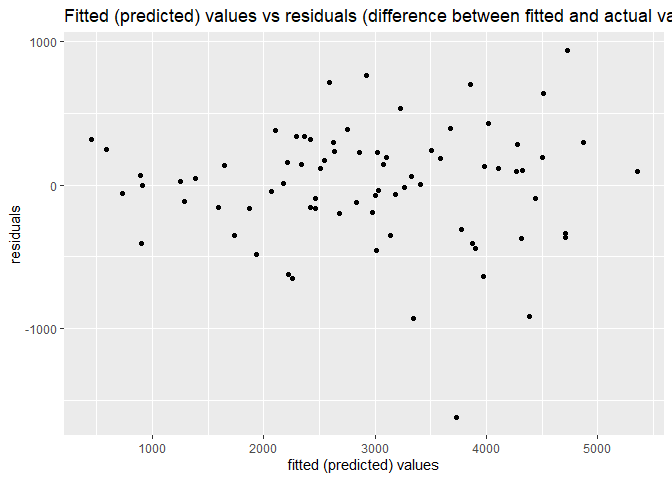 Fitted (predicted) values vs residuals (difference between fitted and actual va
1000
0
-1000
residuals
1000
2000
3000
4000
5000
fitted (predicted) values